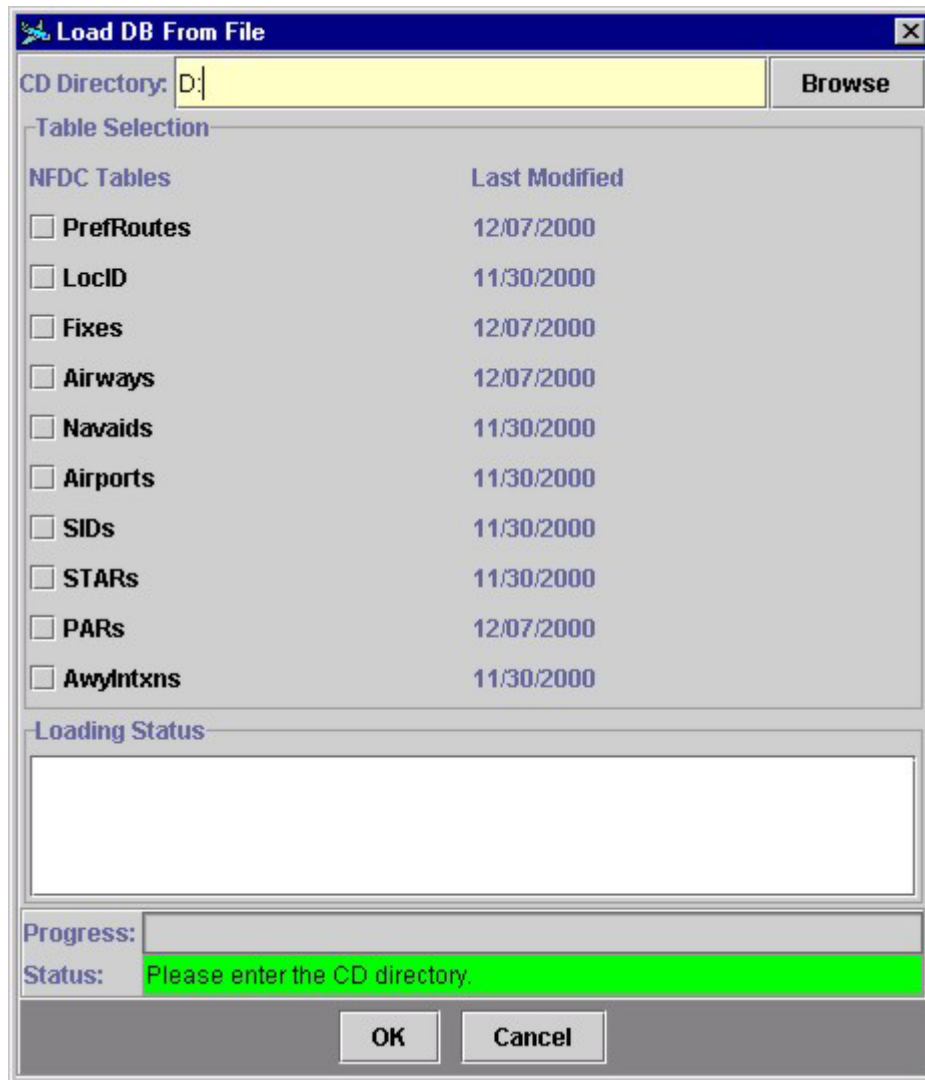 Load DB From File
CD Directory: D: Browse
Table Selection
NFDC Tables Last Modified
PrefRoutes 12/07/2000
LocID 11/30/2000
Fixes 12/07/2000
Airways 12/07/2000
Navaids 11/30/2000
Airports 11/30/2000
SIDs 11/30/2000
STARs 11/30/2000
PARs 12/07/2000
AwyIntxns 11/30/2000
Loading Status
Progress:
Status: Please enter the CD directory.
OK Cancel